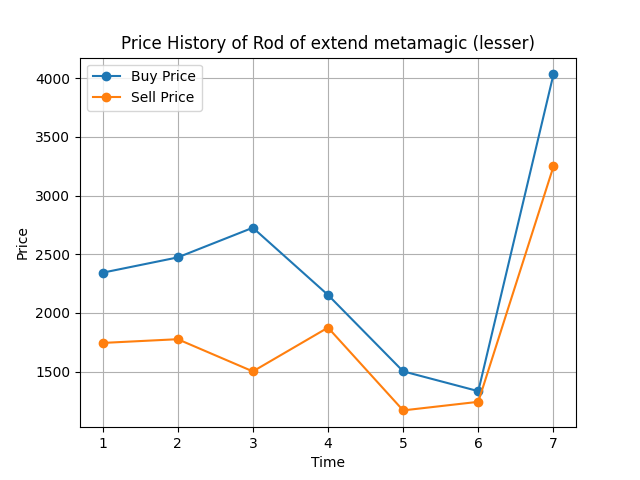 Price History of Rod of extend metamagic (lesser)
Buy Price
Sell Price
4000
3500
3000
2500
2000
1500
Price
1 2 3 4 5 6 7
Time